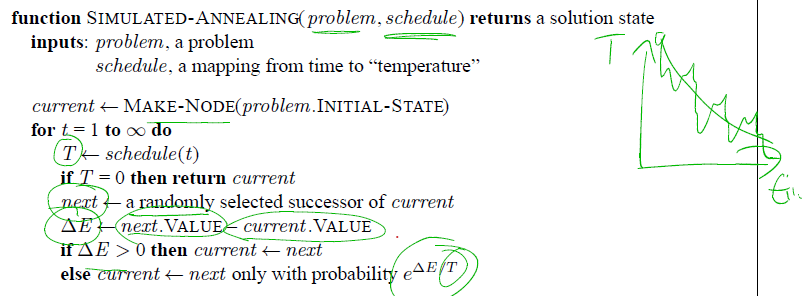 function SIMULATED-ANNEALING(problem, schedule) returns a solution state
inputs: problem, a problem
schedule, a mapping from time to “temperature”
current ← MAKE-NODE(problem.INITIAL-STATE)
for t = 1 to ∞ do
T ← schedule(t)
if T = 0 then return current
next ← a randomly selected successor of current
ΔE ← next.VALUE – current.VALUE
if ΔE > 0 then current ← next
else current ← next only with probability e^{ΔE/T}
T